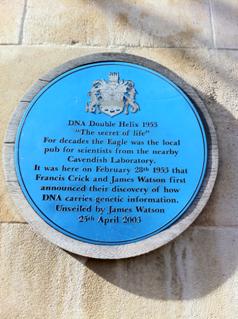 DNA Double Helix 1953
"The secret of life"
For decades the Eagle was the local
pub for scientists from the nearby
Cavendish Laboratory.
It was here on February 28th 1953 that
Francis Crick and James Watson first
announced their discovery of how
DNA carries genetic information.
Unveiled by James Watson
25th April 2003